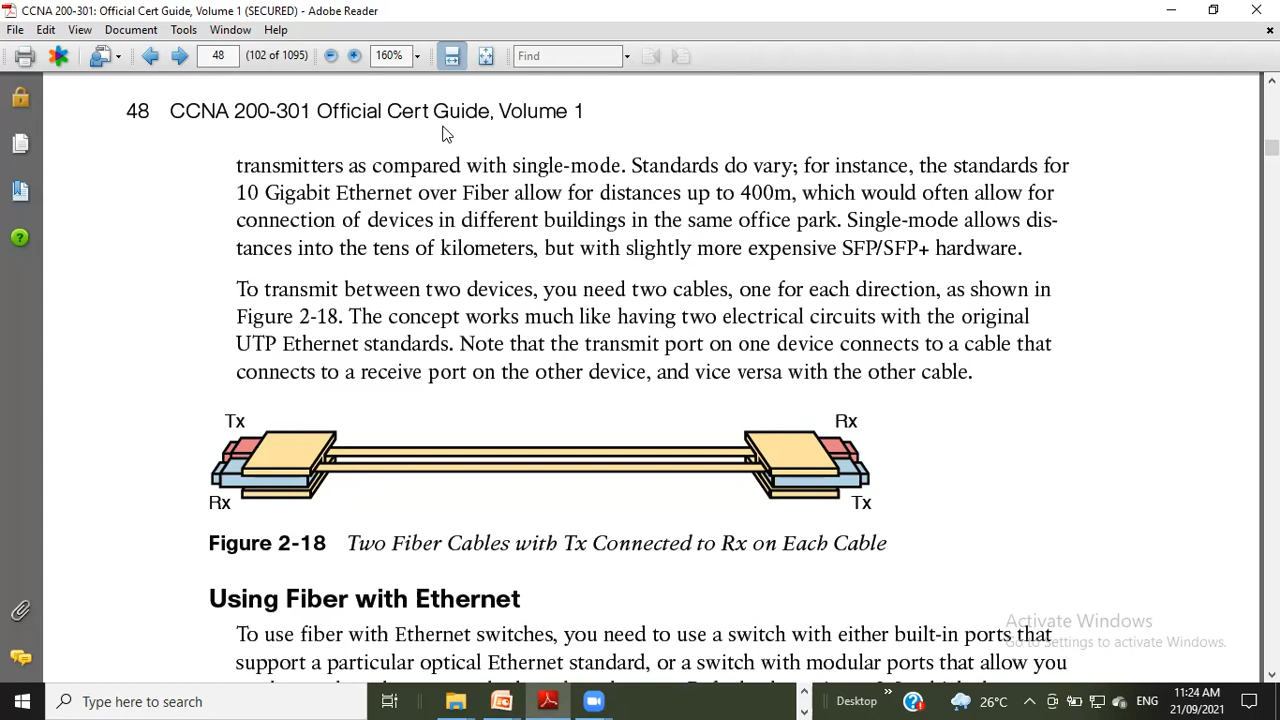 CCNA 200-301: Official Cert Guide, Volume 1 (SECURED) - Adobe Reader
File Edit View Document Tools Window Help
48 (102 of 1095) 160% Find
48 CCNA 200-301 Official Cert Guide, Volume 1
transmitters as compared with single-mode. Standards do vary; for instance, the standards for
10 Gigabit Ethernet over Fiber allow for distances up to 400m, which would often allow for
connection of devices in different buildings in the same office park. Single-mode allows dis-
tances into the tens of kilometers, but with slightly more expensive SFP/SFP+ hardware.
To transmit between two devices, you need two cables, one for each direction, as shown in
Figure 2-18. The concept works much like having two electrical circuits with the original
UTP Ethernet standards. Note that the transmit port on one device connects to a cable that
connects to a receive port on the other device, and vice versa with the other cable.
Tx Rx
Rx Tx
Figure 2-18 Two Fiber Cables with Tx Connected to Rx on Each Cable
Using Fiber with Ethernet
To use fiber with Ethernet switches, you need to use a switch with either built-in ports that
support a particular optical Ethernet standard, or a switch with modular ports that allow you
Activate Windows
Go to Settings to activate Windows.
Type here to search
Desktop
26°C
ENG
11:24 AM
21/09/2021